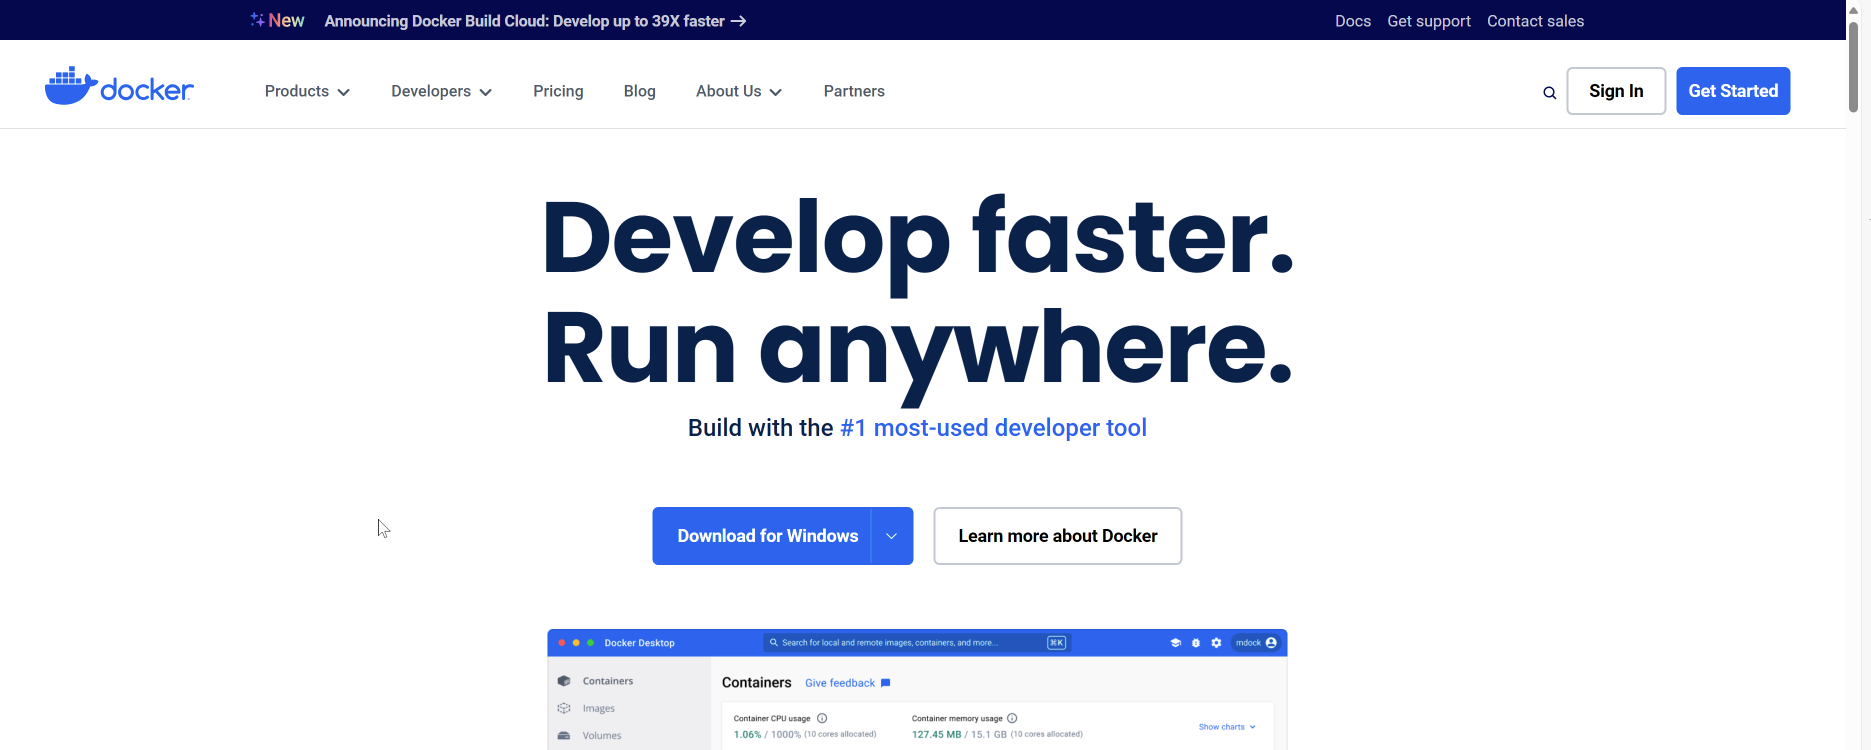 New Announcing Docker Build Cloud: Develop up to 39X faster → Docs Get support Contact sales
docker Products Developers Pricing Blog About Us Partners Sign In Get Started
Develop faster.
Run anywhere.
Build with the #1 most-used developer tool
Download for Windows Learn more about Docker
Docker Desktop Search for local and remote images, containers, and more... ⌘K mdock
Containers
Images
Volumes
Containers Give feedback
Container CPU usage Container memory usage
1.06% / 1000% (10 cores allocated) 127.45 MB / 15.1 GB (10 cores allocated)
Show charts